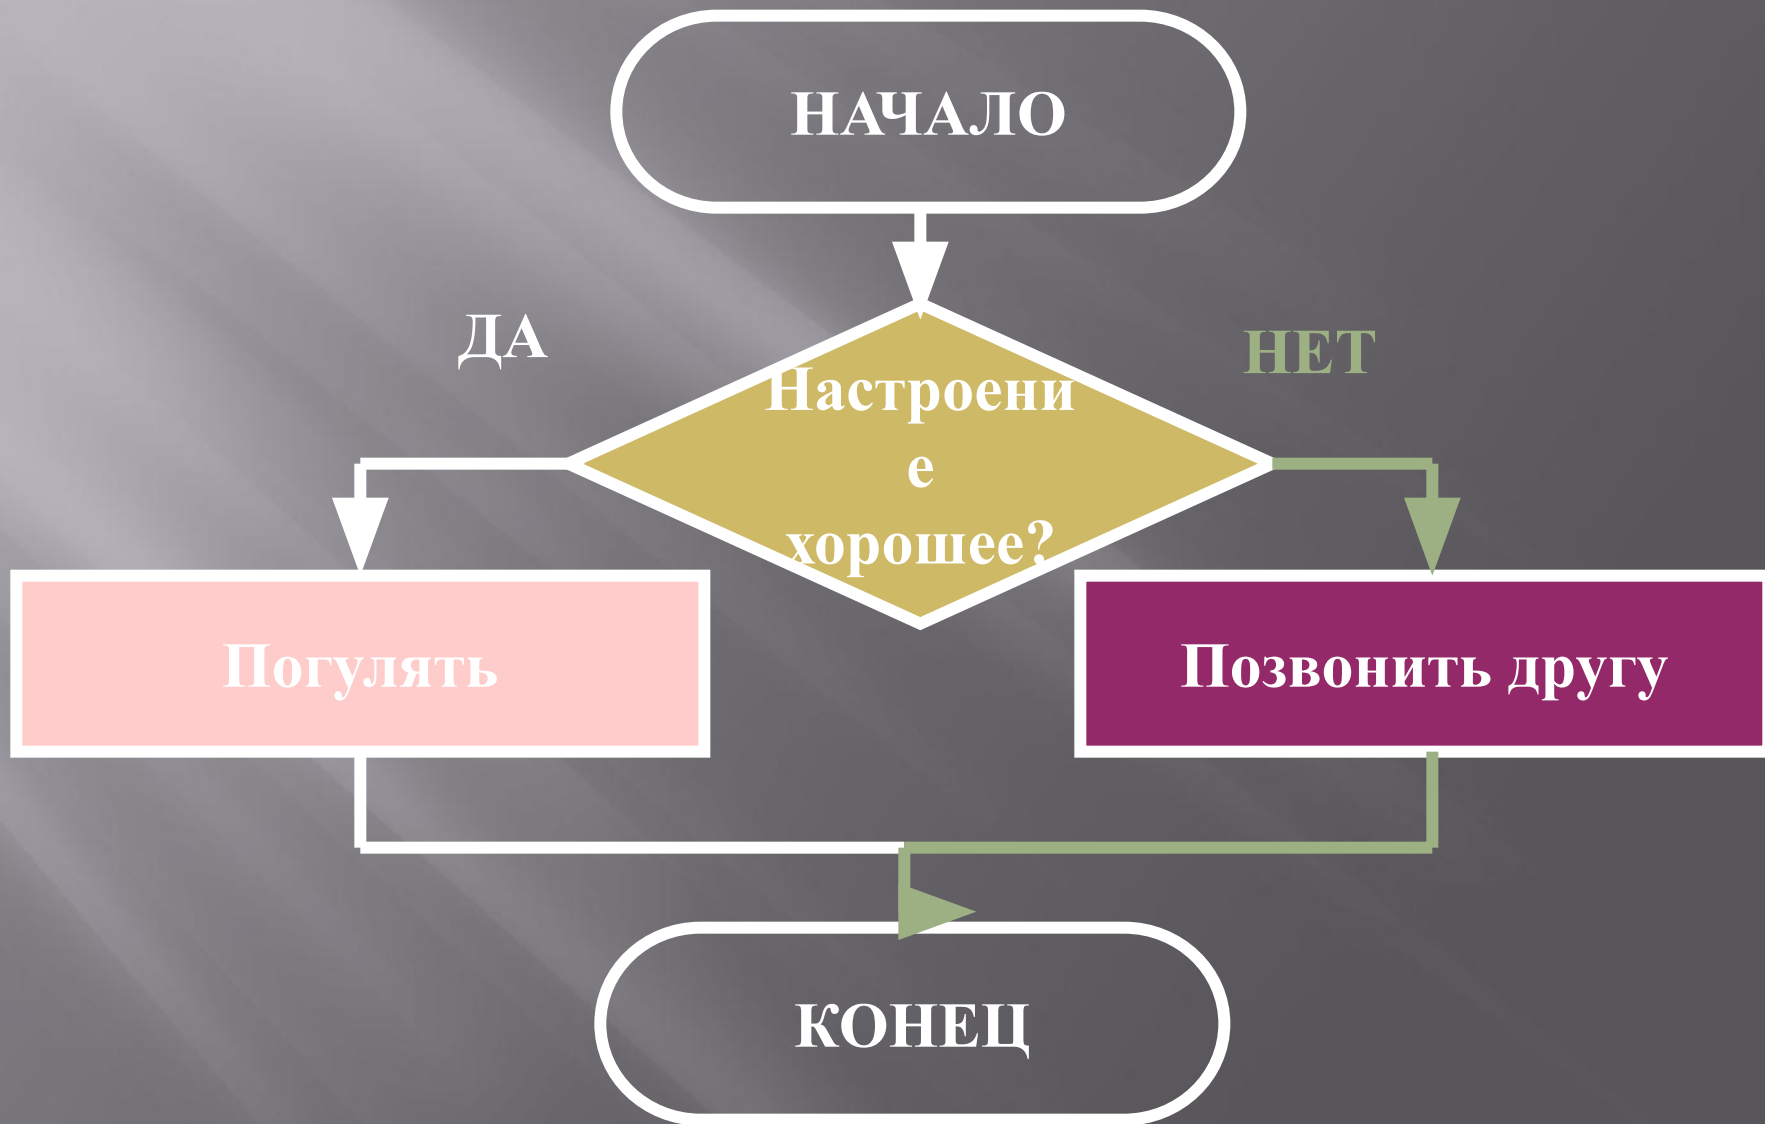 НАЧАЛО
ДА
НЕТ
Настроени
е
хорошее?
Погулять
Позвонить другу
КОНЕЦ